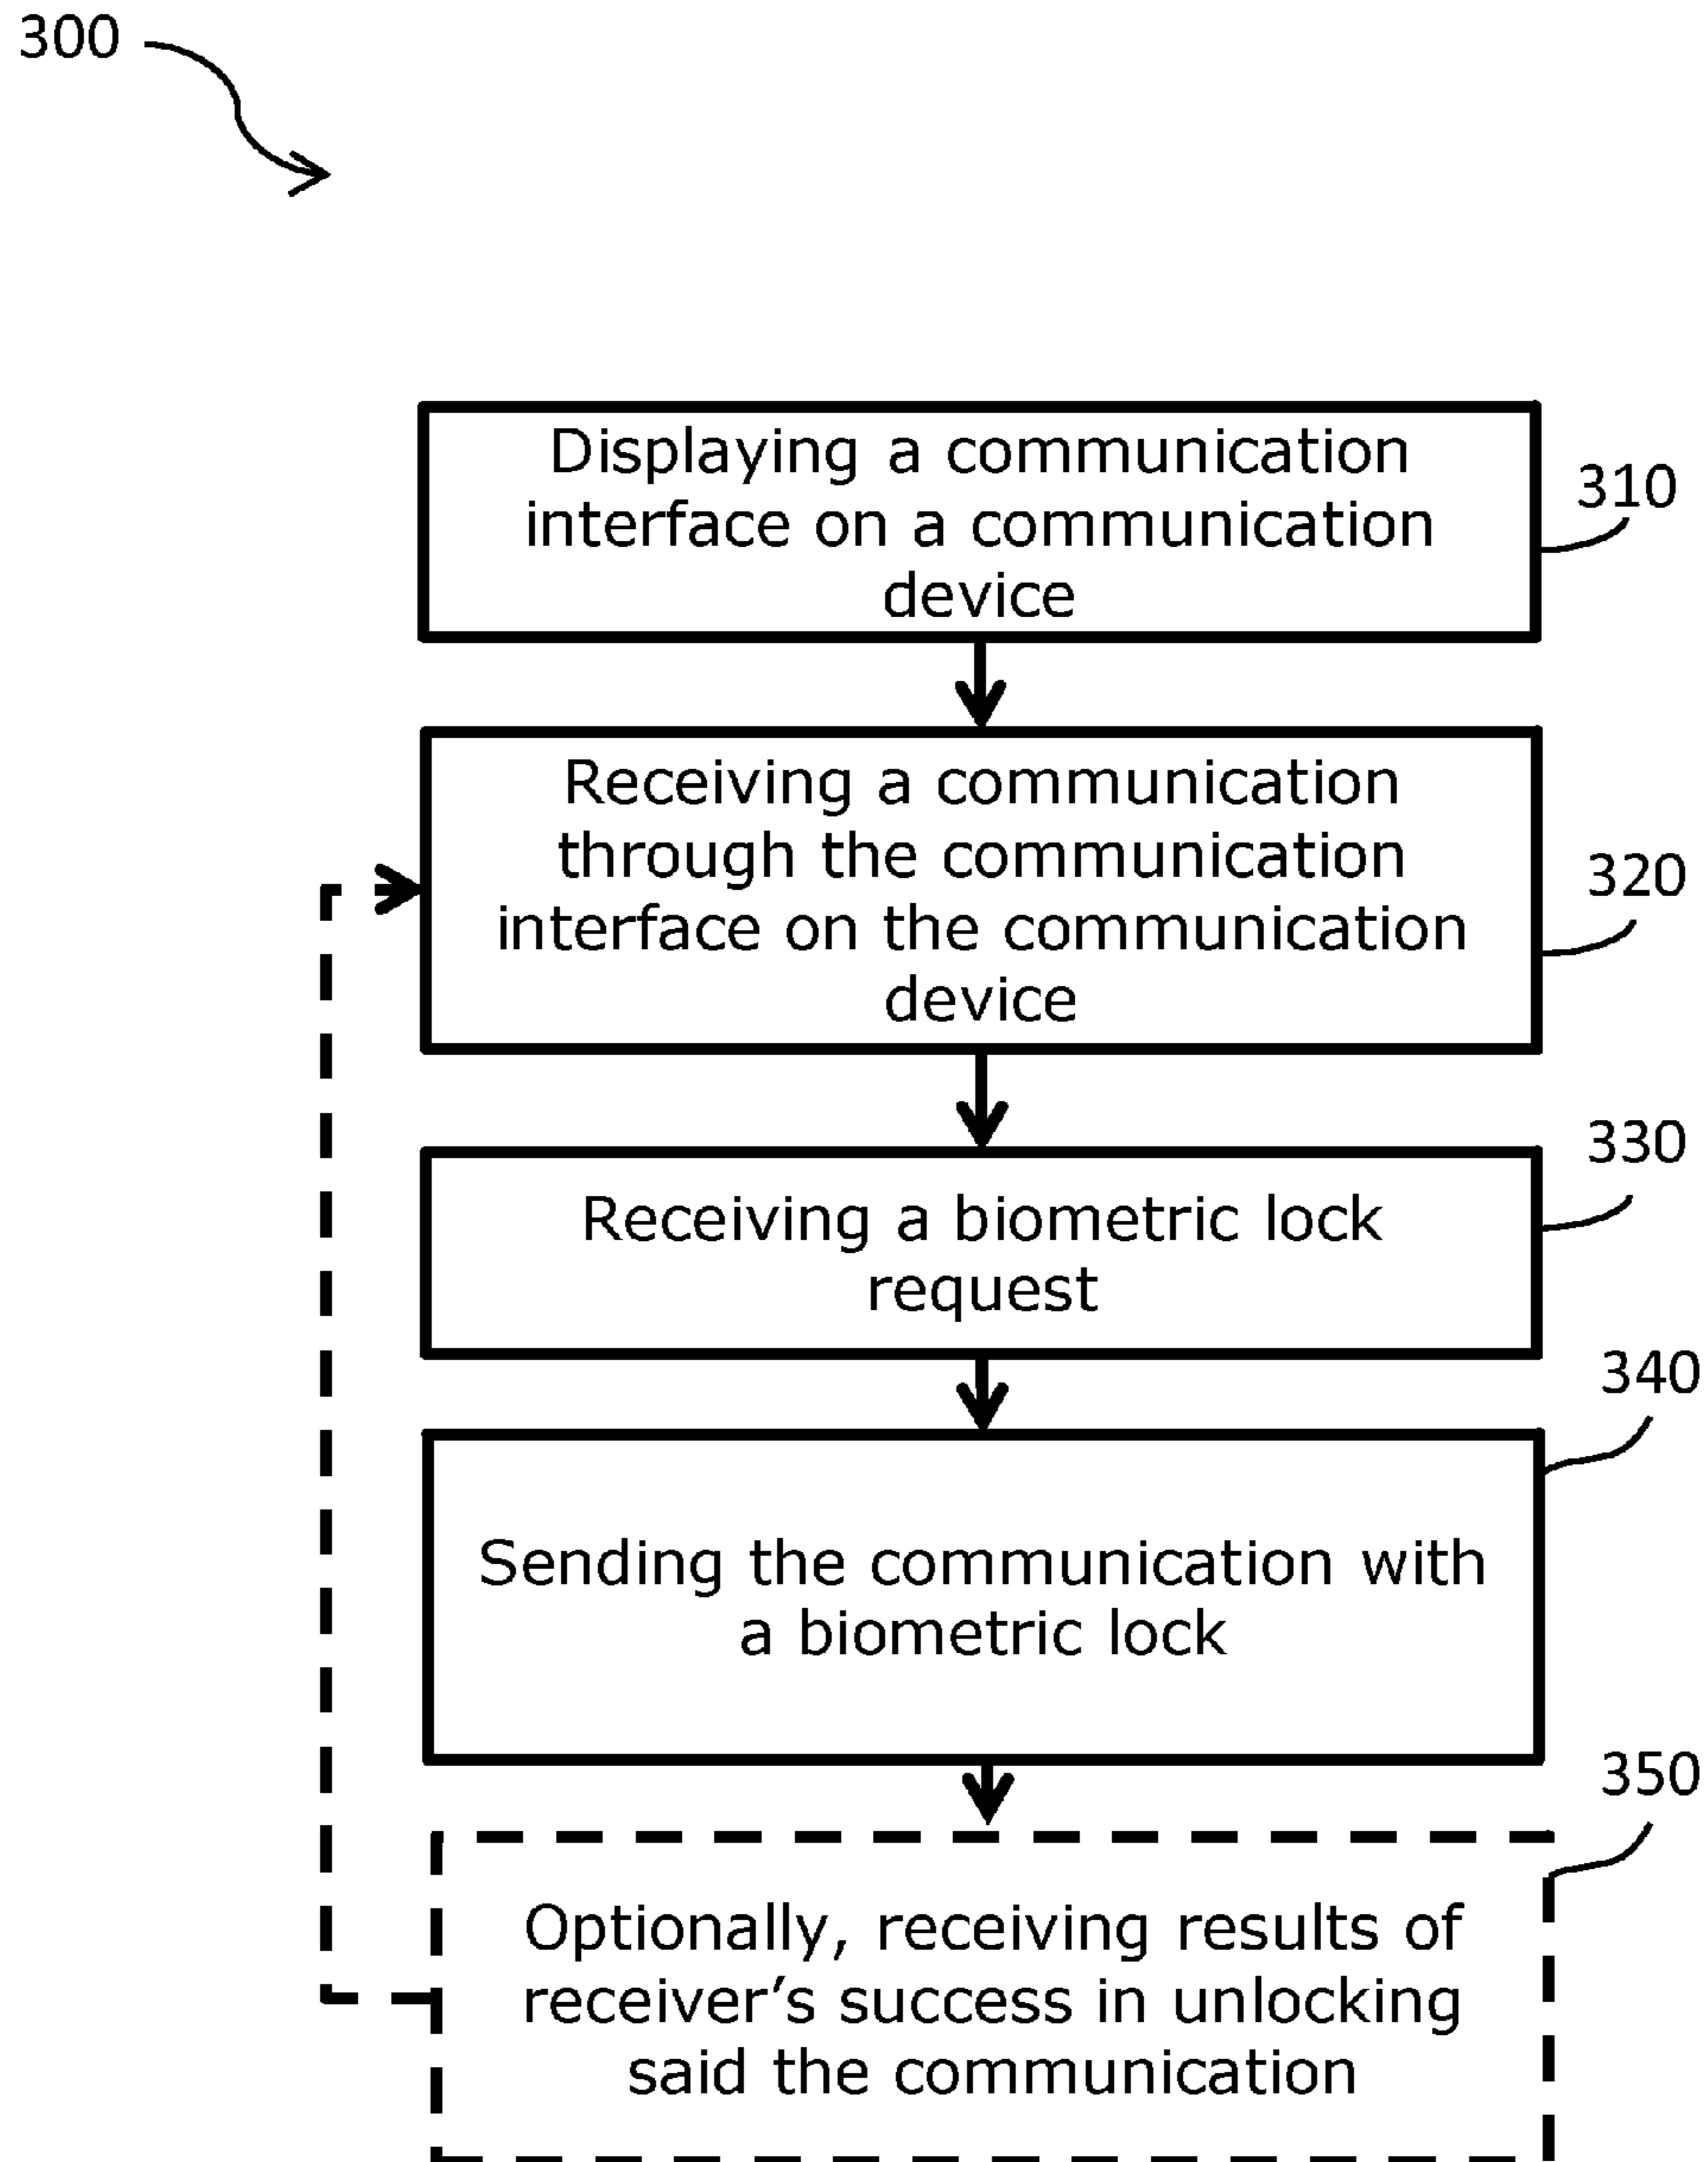 300
Displaying a communication
interface on a communication
device
310
Receiving a communication
through the communication
interface on the communication
device
320
Receiving a biometric lock
request
330
Sending the communication with
a biometric lock
340
Optionally, receiving results of
receiver’s success in unlocking
said the communication
350